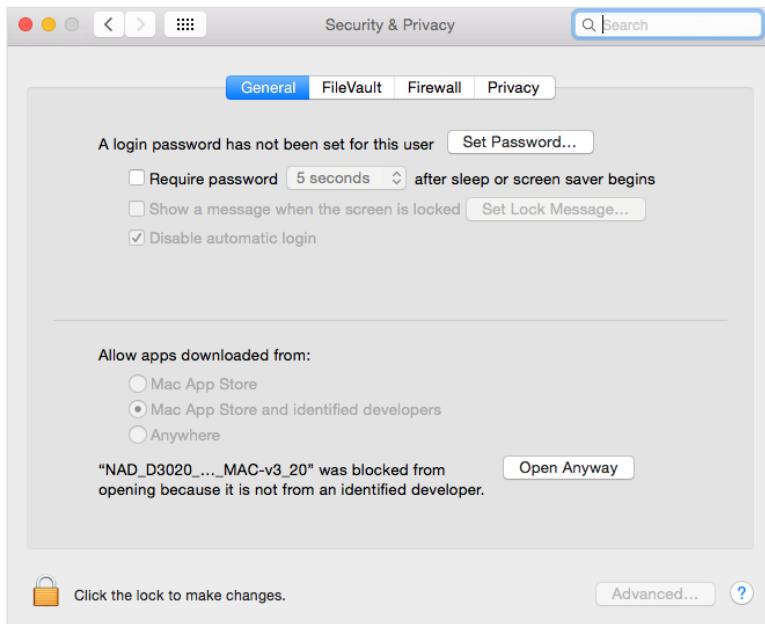 Security & Privacy
Search
General FileVault Firewall Privacy
A login password has not been set for this user Set Password...
Require password 5 seconds after sleep or screen saver begins
Show a message when the screen is locked Set Lock Message...
Disable automatic login
Allow apps downloaded from:
Mac App Store
Mac App Store and identified developers
Anywhere
“NAD_D3020_..._MAC-v3_20” was blocked from
opening because it is not from an identified developer.
Open Anyway
Click the lock to make changes.
Advanced... ?